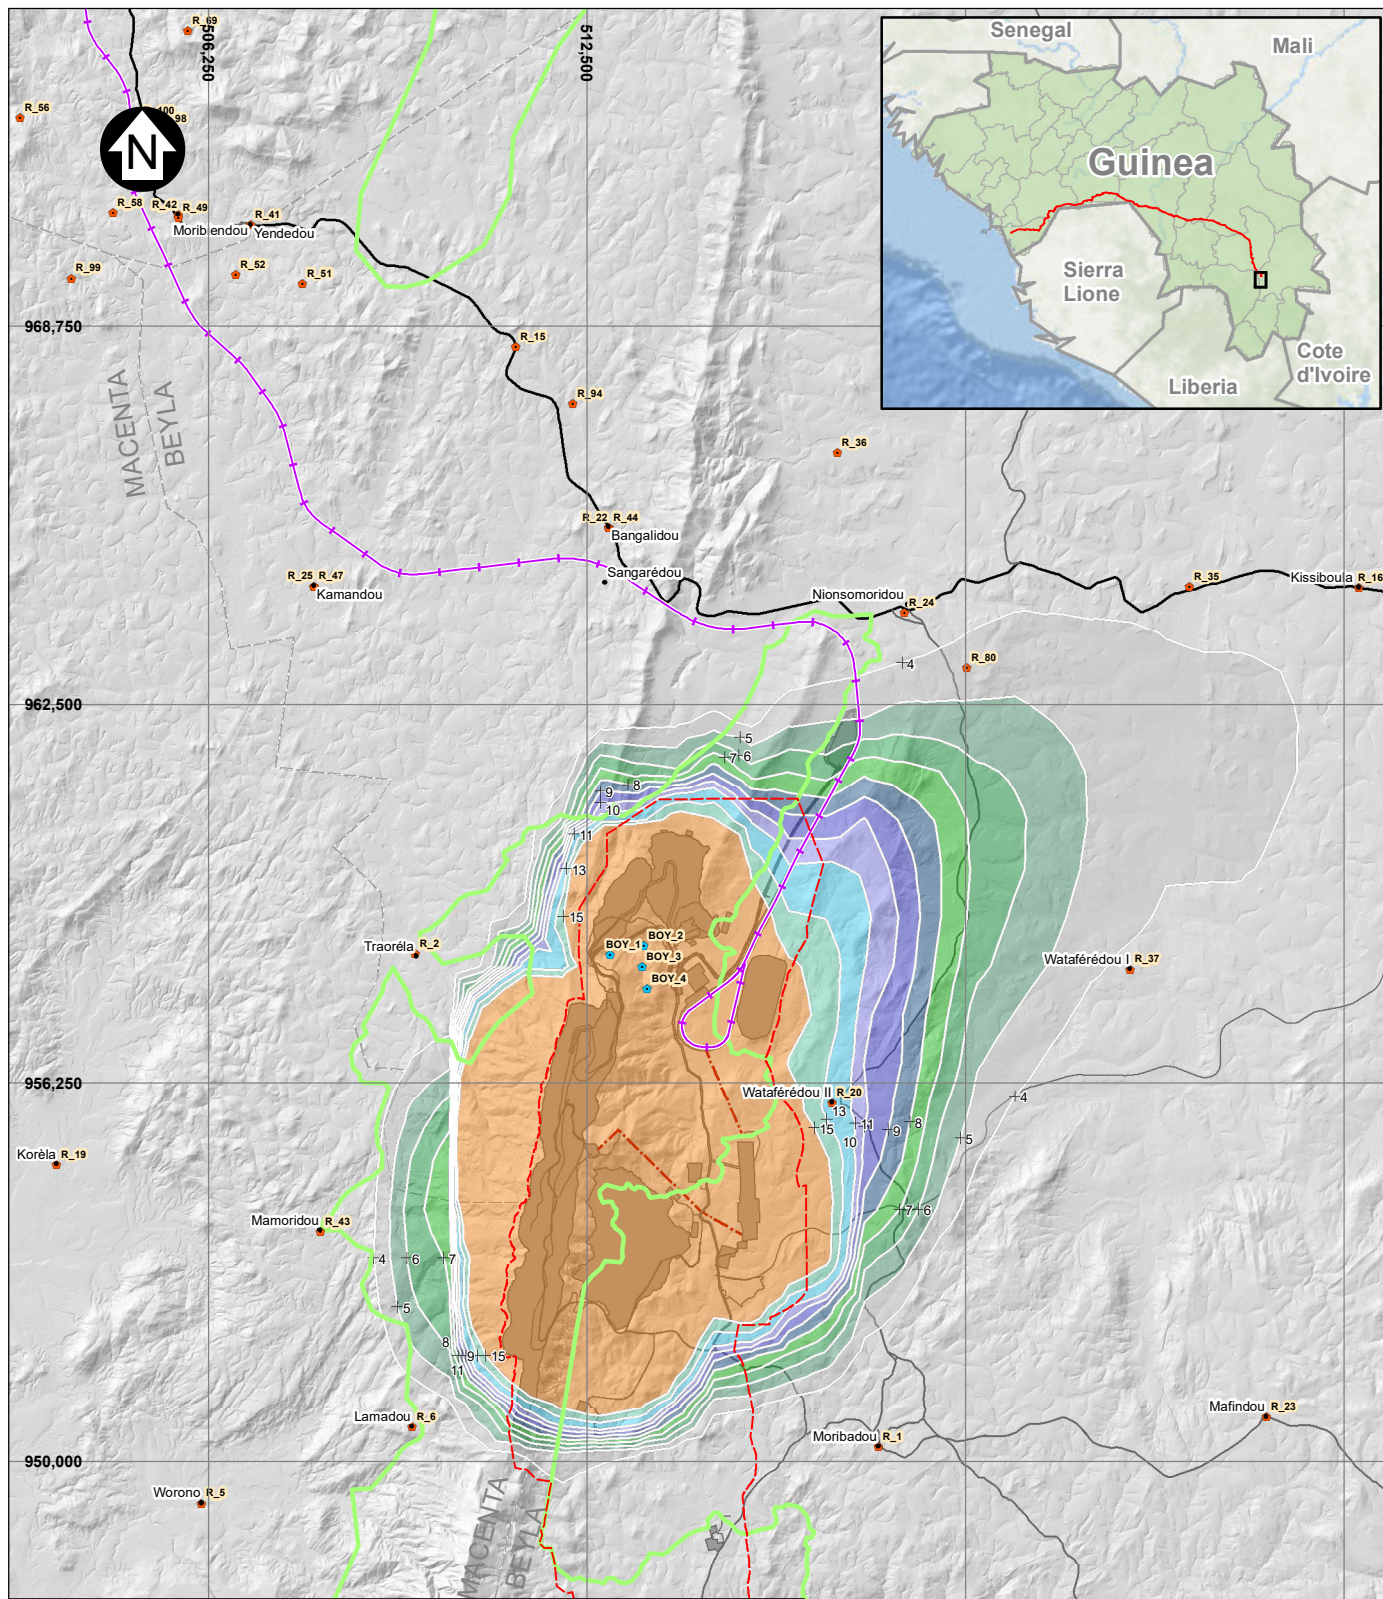 R_69
506,250
512,500
R_56
100
98
N
R_58
R_42
R_49
Moribendou
R_41
Yendedou
R_99
R_52
R_51
968,750
R_15
MACENTA
BEYLA
R_94
R_36
R_22
R_44
Bangalidou
Sangarédou
R_25
R_47
Kamandou
Nionsomoridou
R_24
R_35
Kissiboula
R_16
R_80
4
962,500
5
7
6
8
9
10
11
13
15
Traoréla
R_2
BOY_1
BOY_2
BOY_3
BOY_4
Wataférédou I
R_37
956,250
Wataférédou II
R_20
13
15
11
10
9
8
5
4
7
6
Korèla
R_19
Mamoridou
R_43
4
6
7
5
8
9
15
11
Lamadou
R_6
Moribadou
R_1
Mafindou
R_23
950,000
Worono
R_5
MACENTA
BEYLA
Senegal
Mali
Guinea
Sierra
Lione
Liberia
Cote
d'Ivoire